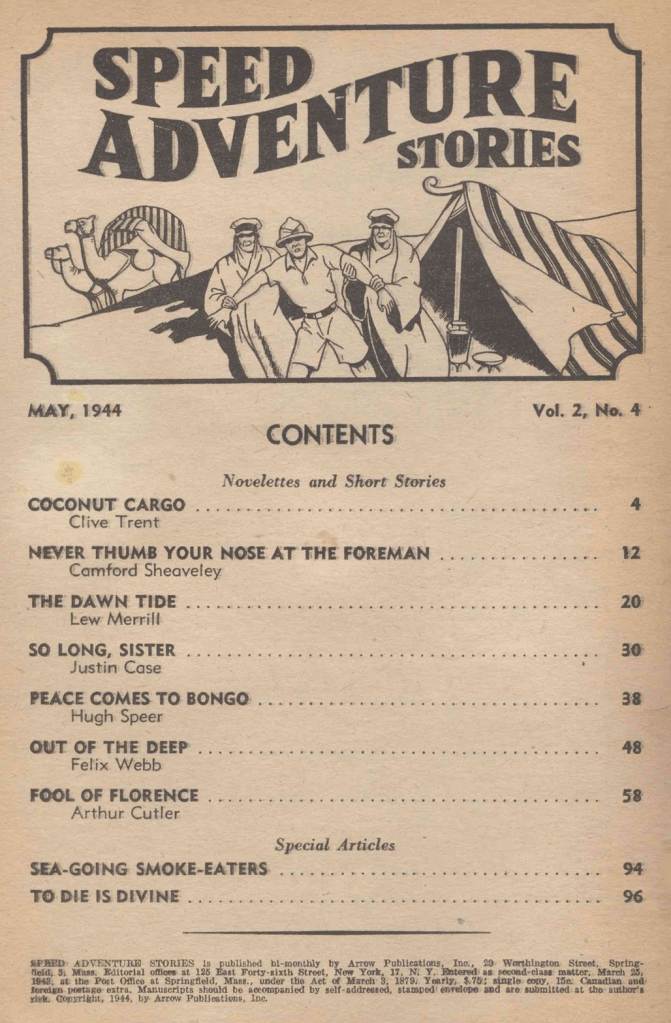 SPEED
ADVENTURE
STORIES
MAY, 1944 Vol. 2, No. 4
CONTENTS
Novelettes and Short Stories
COCONUT CARGO ........................................ 4
Clive Trent
NEVER THUMB YOUR NOSE AT THE FOREMAN ................ 12
Camford Sheaveley
THE DAWN TIDE ........................................ 20
Lew Merrill
SO LONG, SISTER ........................................ 30
Justin Case
PEACE COMES TO BONGO ................................ 38
Hugh Speer
OUT OF THE DEEP ........................................ 48
Felix Webb
FOOL OF FLORENCE ........................................ 58
Arthur Cutler
Special Articles
SEA-GOING SMOKE-EATERS ................................ 94
TO DIE IS DIVINE ........................................ 96
SPEED ADVENTURE STORIES is published bi-monthly by Arrow Publications, Inc., 29 Worthington Street, Spring-
field, 3, Mass. Editorial offices at 125 East Forty-sixth Street, New York, 17, N. Y. Entered as second-class matter, March 25,
1943, at the Post Office at Springfield, Mass., under the Act of March 3, 1879. Yearly, $.75; single copy, 15c. Canadian and
foreign postage extra. Manuscripts should be accompanied by self-addressed, stamped envelope and are submitted at the author's
risk. Copyright, 1944, by Arrow Publications, Inc.